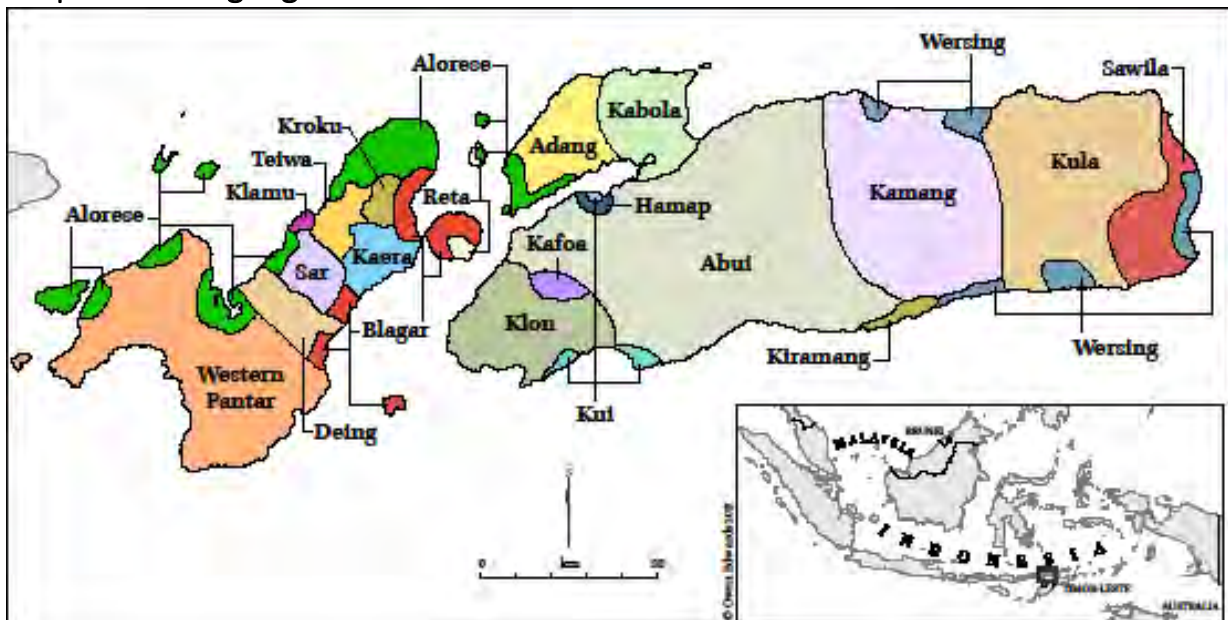 Wersing
Alorese
Sawila
Kabola
Kroku
Adang
Teiwa
Kula
Kamang
Klamu
Reta
Hamap
Alorese
Kafoa
Sar
Kaera
Abui
Klon
Blagar
Kiramang
Wersing
Western
Pantar
Kui
Deing
BRUNEI
MALAYSIA
INDONESIA
TIMOR-LESTE
AUSTRALIA
0
km